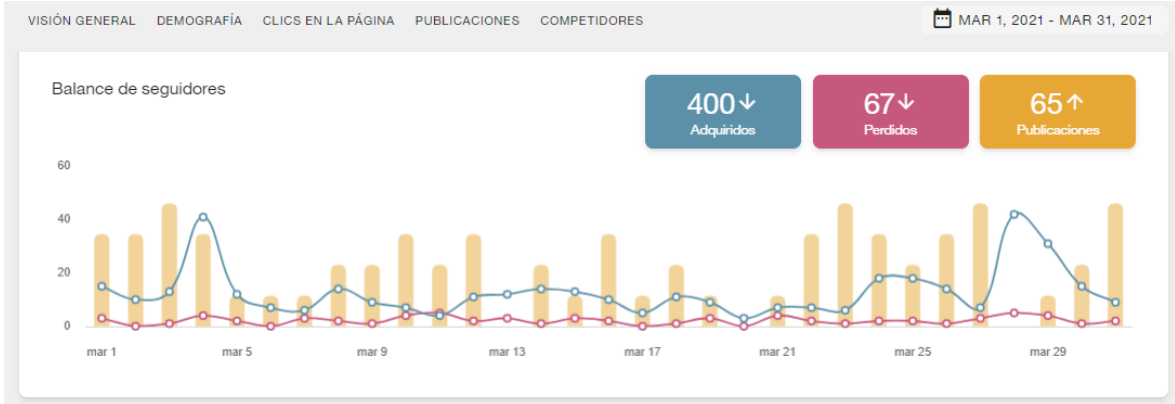 VISIÓN GENERAL DEMOGRAFÍA CLICS EN LA PÁGINA PUBLICACIONES COMPETIDORES MAR 1, 2021 - MAR 31, 2021
Balance de seguidores
400↓ 67↓ 65↑
Adquiridos Perdidos Publicaciones
60
40
20
0
mar 1 mar 5 mar 9 mar 13 mar 17 mar 21 mar 25 mar 29